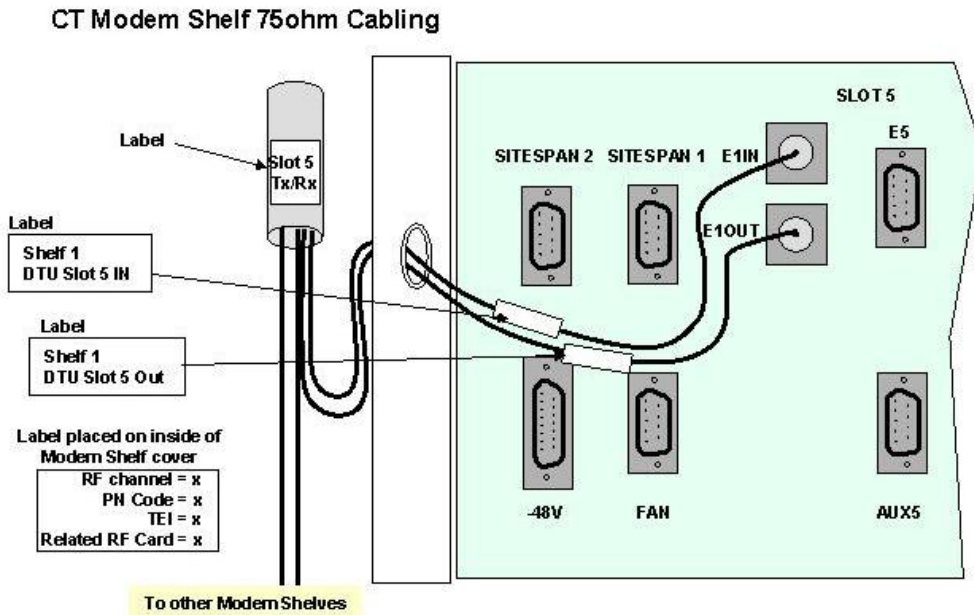 CT Modem Shelf 75ohm Cabling
SLOT 5
Label
Slot 5
Tx/Rx
SITESPAN 2
SITESPAN 1
E1IN
E5
E1OUT
Label
Shelf 1
DTU Slot 5 IN
Label
Shelf 1
DTU Slot 5 Out
Label placed on inside of
Modem Shelf cover
RF channel = x
PN Code = x
TEI = x
Related RF Card = x
-48V
FAN
AUX5
To other Modem Shelves